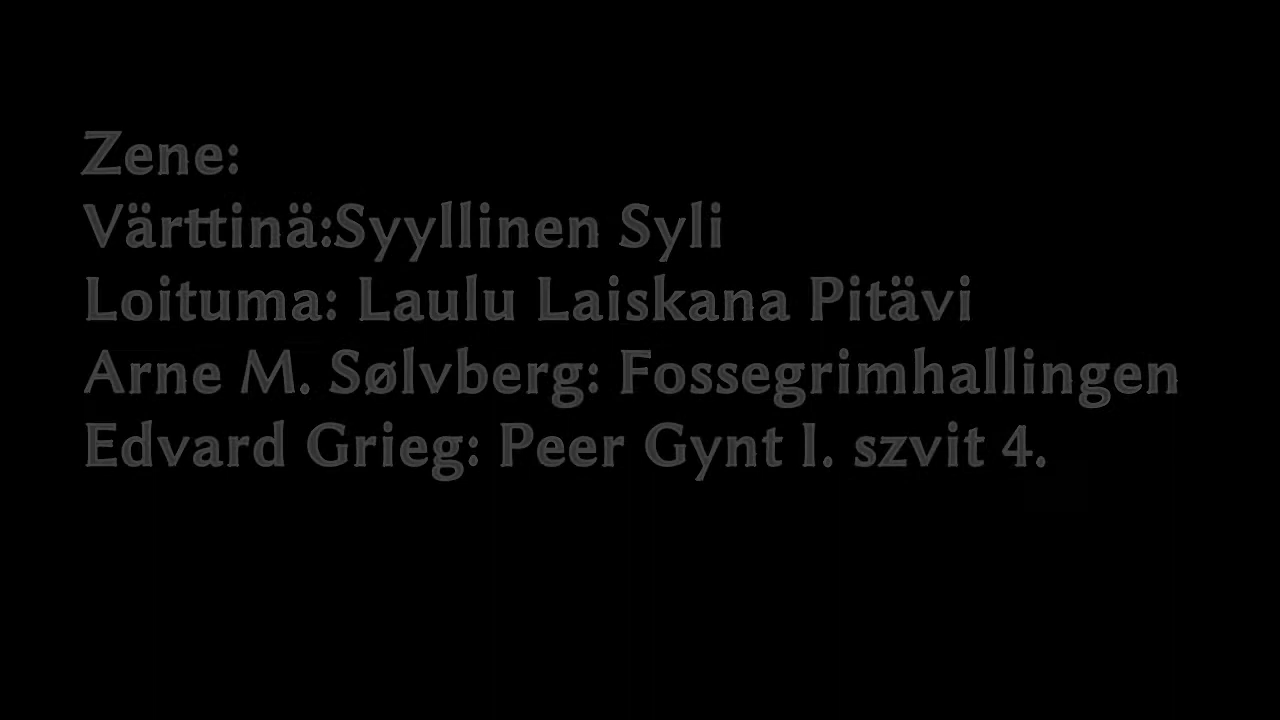 Zene:
Värttinä:Syyllinen Syli
Loituma: Laulu Laiskana Pitävi
Arne M. Sølvberg: Fossegrimhallingen
Edvard Grieg: Peer Gynt I. szvit 4.